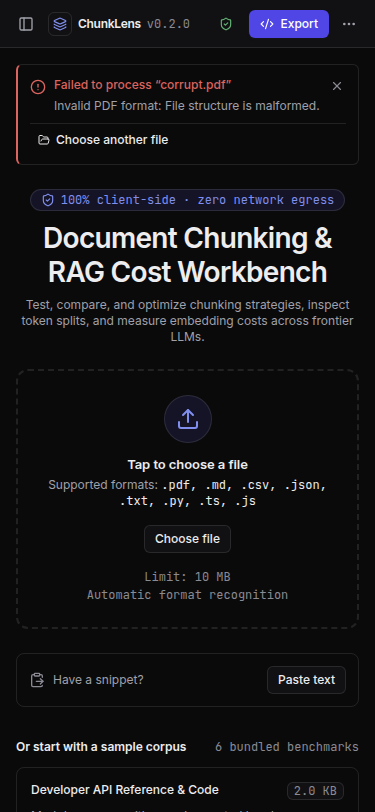 ChunkLens v0.2.0
Export
Failed to process “corrupt.pdf”
Invalid PDF format: File structure is malformed.
Choose another file
100% client-side · zero network egress
Document Chunking &
RAG Cost Workbench
Test, compare, and optimize chunking strategies, inspect
token splits, and measure embedding costs across frontier
LLMs.
Tap to choose a file
Supported formats: .pdf, .md, .csv, .json,
.txt, .py, .ts, .js
Choose file
Limit: 10 MB
Automatic format recognition
Have a snippet?
Paste text
Or start with a sample corpus
6 bundled benchmarks
Developer API Reference & Code
2.0 KB